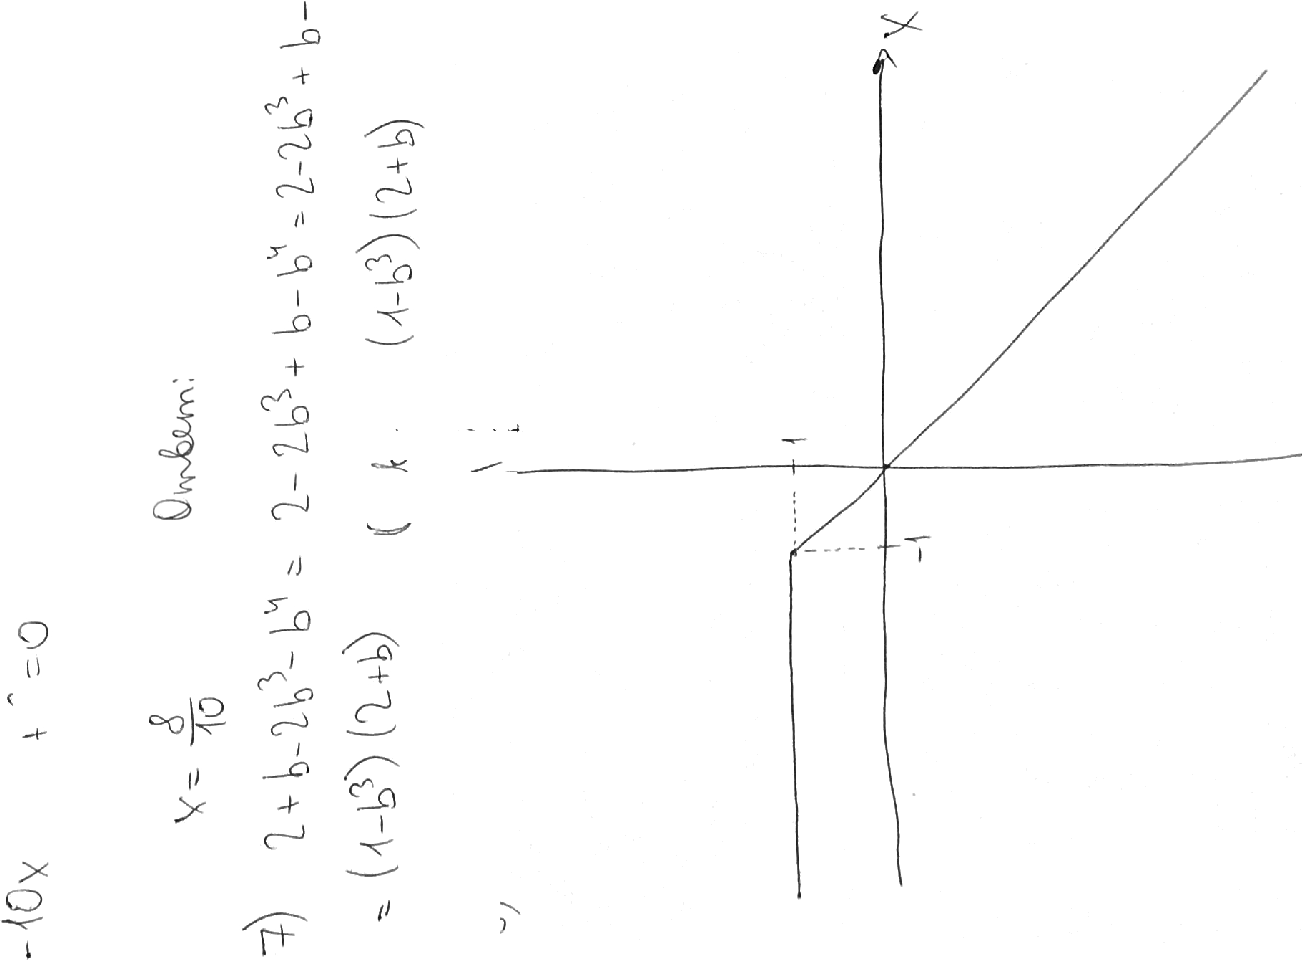 -10x + =0
x = 8/10 Ответ:
7) 2+b-2b³-b⁴ = 2-2b³+b-b⁴ = 2-2b³+b-
= (1-b³)(2+b) (1-b³)(2+b)
1
-1
X